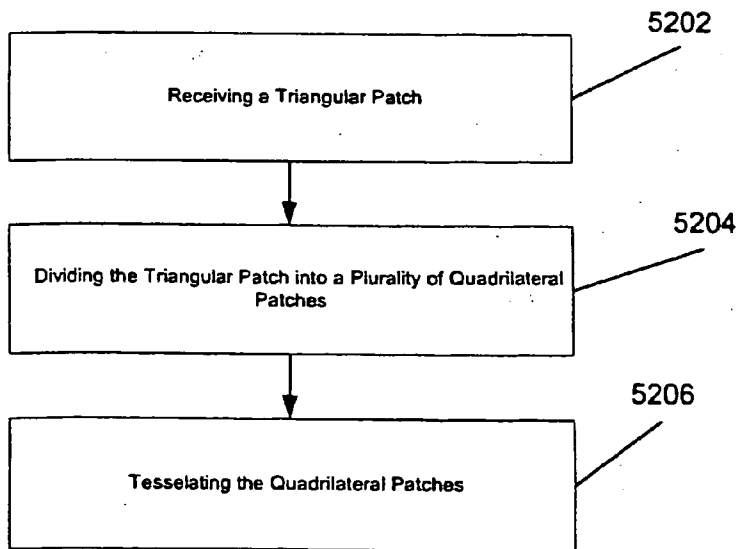 5202
Receiving a Triangular Patch
5204
Dividing the Triangular Patch into a Plurality of Quadrilateral
Patches
5206
Tesselating the Quadrilateral Patches